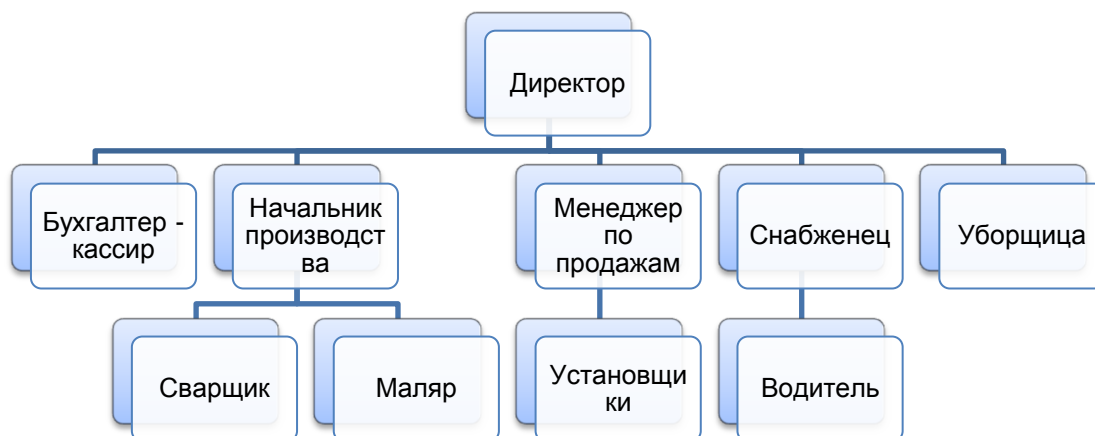 Директор
Бухгалтер -
кассир
Начальник
производст
ва
Менеджер
по
продажам
Снабженец
Уборщица
Сварщик
Маляр
Установщи
ки
Водитель